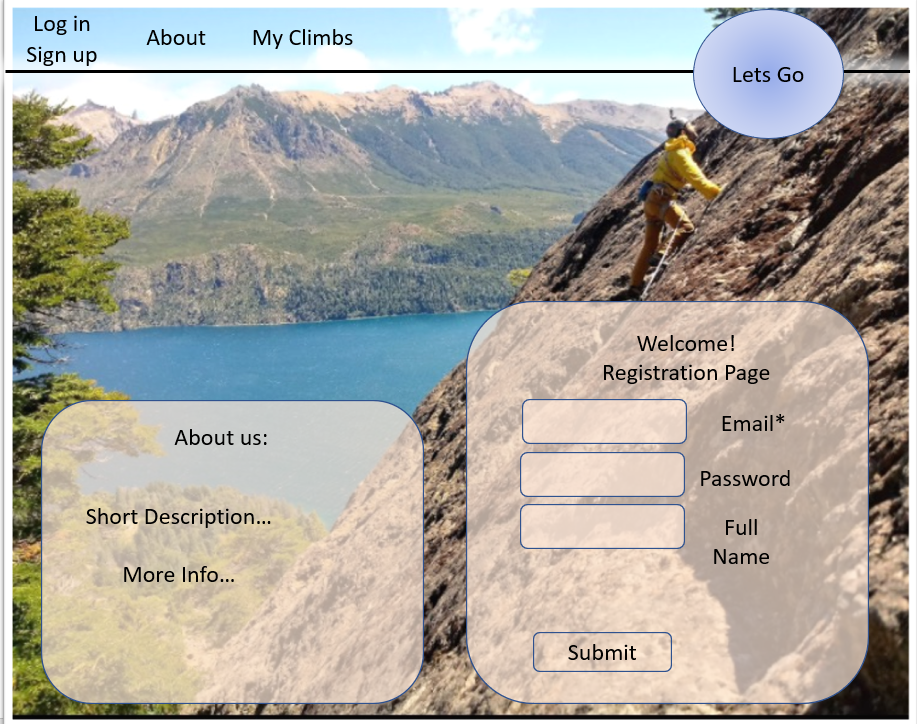 Log in
Sign up
About
My Climbs
Lets Go
Welcome!
Registration Page
Email*
Password
Full
Name
Submit
About us:
Short Description...
More Info...